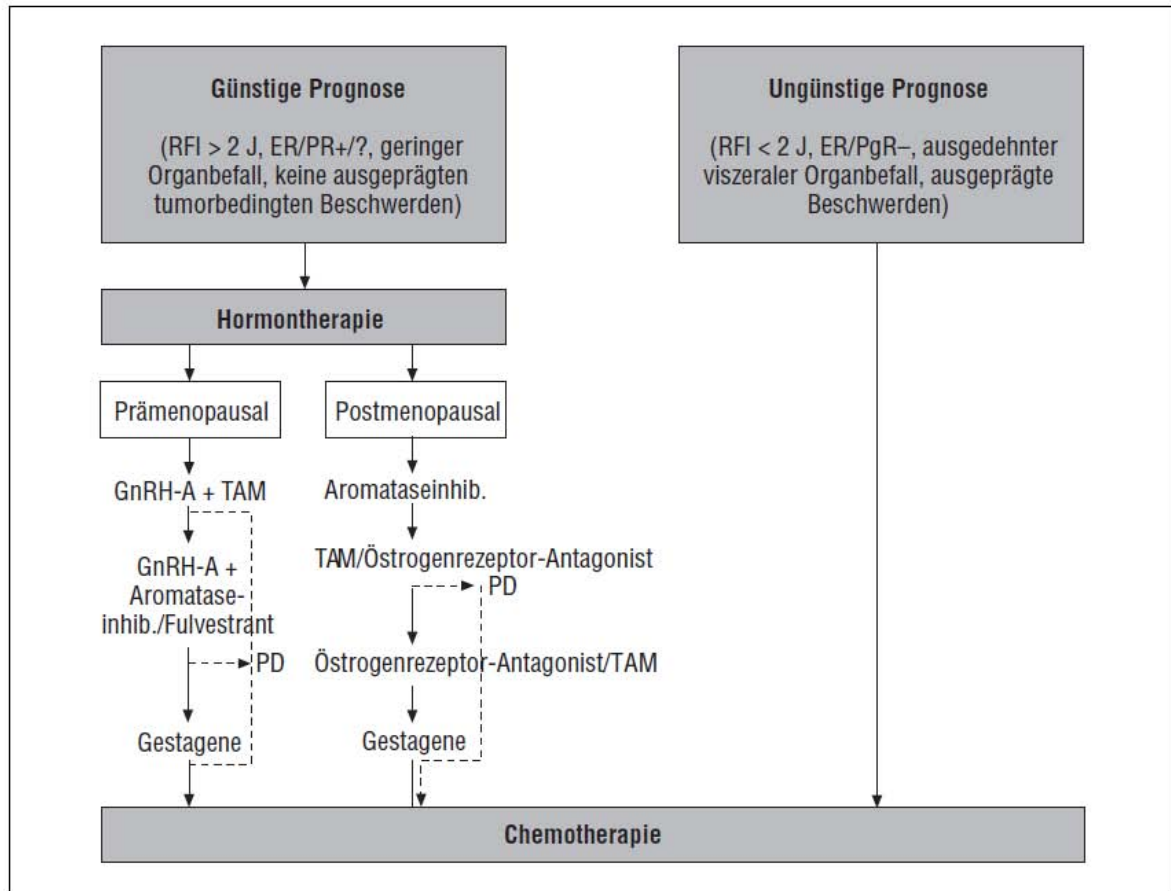 Günstige Prognose
(RFI > 2 J, ER/PR+/?, geringer
Organbefall, keine ausgeprägten
tumorbedingten Beschwerden)
Ungünstige Prognose
(RFI < 2 J, ER/PgR–, ausgedehnter
viszeraler Organbefall, ausgeprägte
Beschwerden)
Hormontherapie
Prämenopausal
Postmenopausal
GnRH-A + TAM
GnRH-A +
Aromatase-
inhib./Fulvestrant
PD
Gestagene
Aromataseinhib.
TAM/Östrogenrezeptor-Antagonist
PD
Östrogenrezeptor-Antagonist/TAM
Gestagene
Chemotherapie